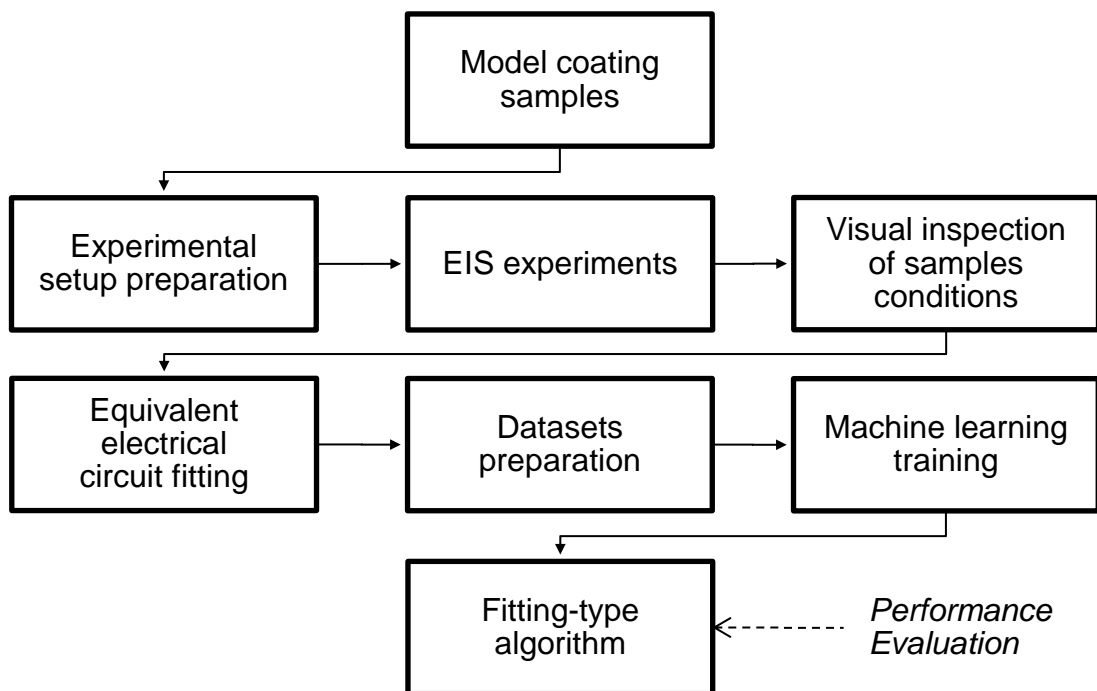 Model coating
samples
Experimental
setup preparation
EIS experiments
Visual inspection
of samples
conditions
Equivalent
electrical
circuit fitting
Datasets
preparation
Machine learning
training
Fitting-type
algorithm
Performance
Evaluation